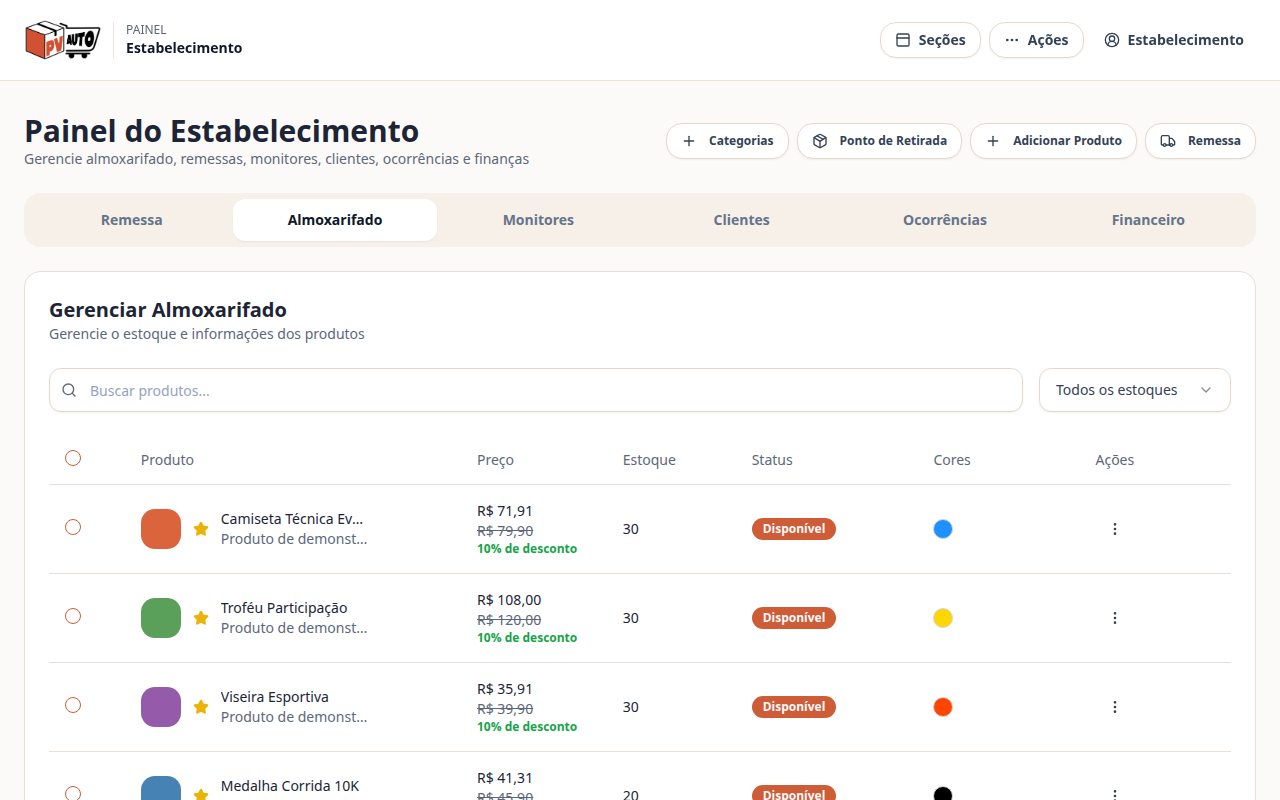 PV AUTO
PAINEL
Estabelecimento
Seções
Ações
Estabelecimento
Painel do Estabelecimento
Gerencie almoxarifado, remessas, monitores, clientes, ocorrências e finanças
Categorias
Ponto de Retirada
Adicionar Produto
Remessa
Remessa
Almoxarifado
Monitores
Clientes
Ocorrências
Financeiro
Gerenciar Almoxarifado
Gerencie o estoque e informações dos produtos
Buscar produtos...
Todos os estoques
Produto Preço Estoque Status Cores Ações
Camiseta Técnica Ev...
Produto de demonst...
R$ 71,91
R$ 79,90
10% de desconto
30
Disponível
Troféu Participação
Produto de demonst...
R$ 108,00
R$ 120,00
10% de desconto
30
Disponível
Viseira Esportiva
Produto de demonst...
R$ 35,91
R$ 39,90
10% de desconto
30
Disponível
Medalha Corrida 10K
R$ 41,31
R$ 45,90
20
Disponível